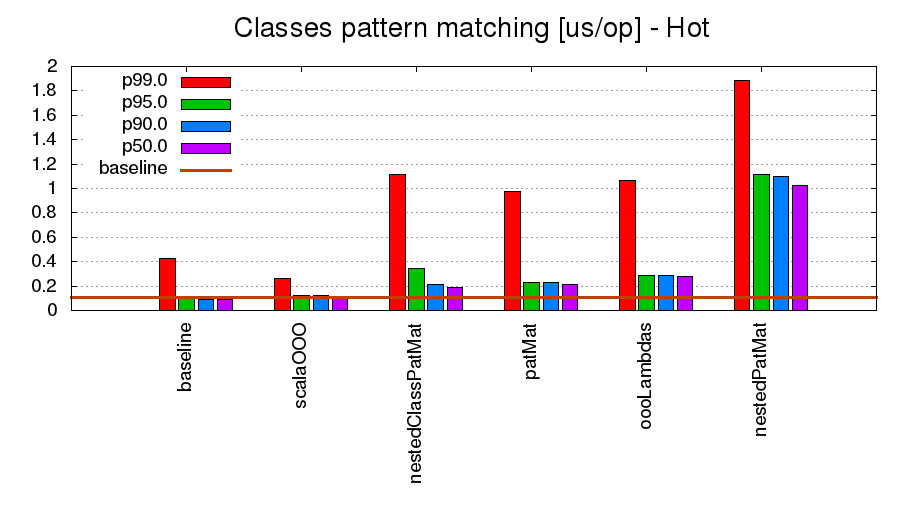 Classes pattern matching [us/op] - Hot
2
1.8
1.6
1.4
1.2
1
0.8
0.6
0.4
0.2
0
p99.0
p95.0
p90.0
p50.0
baseline
baseline
scalaOOO
nestedClassPatMat
patMat
oooLambdas
nestedPatMat